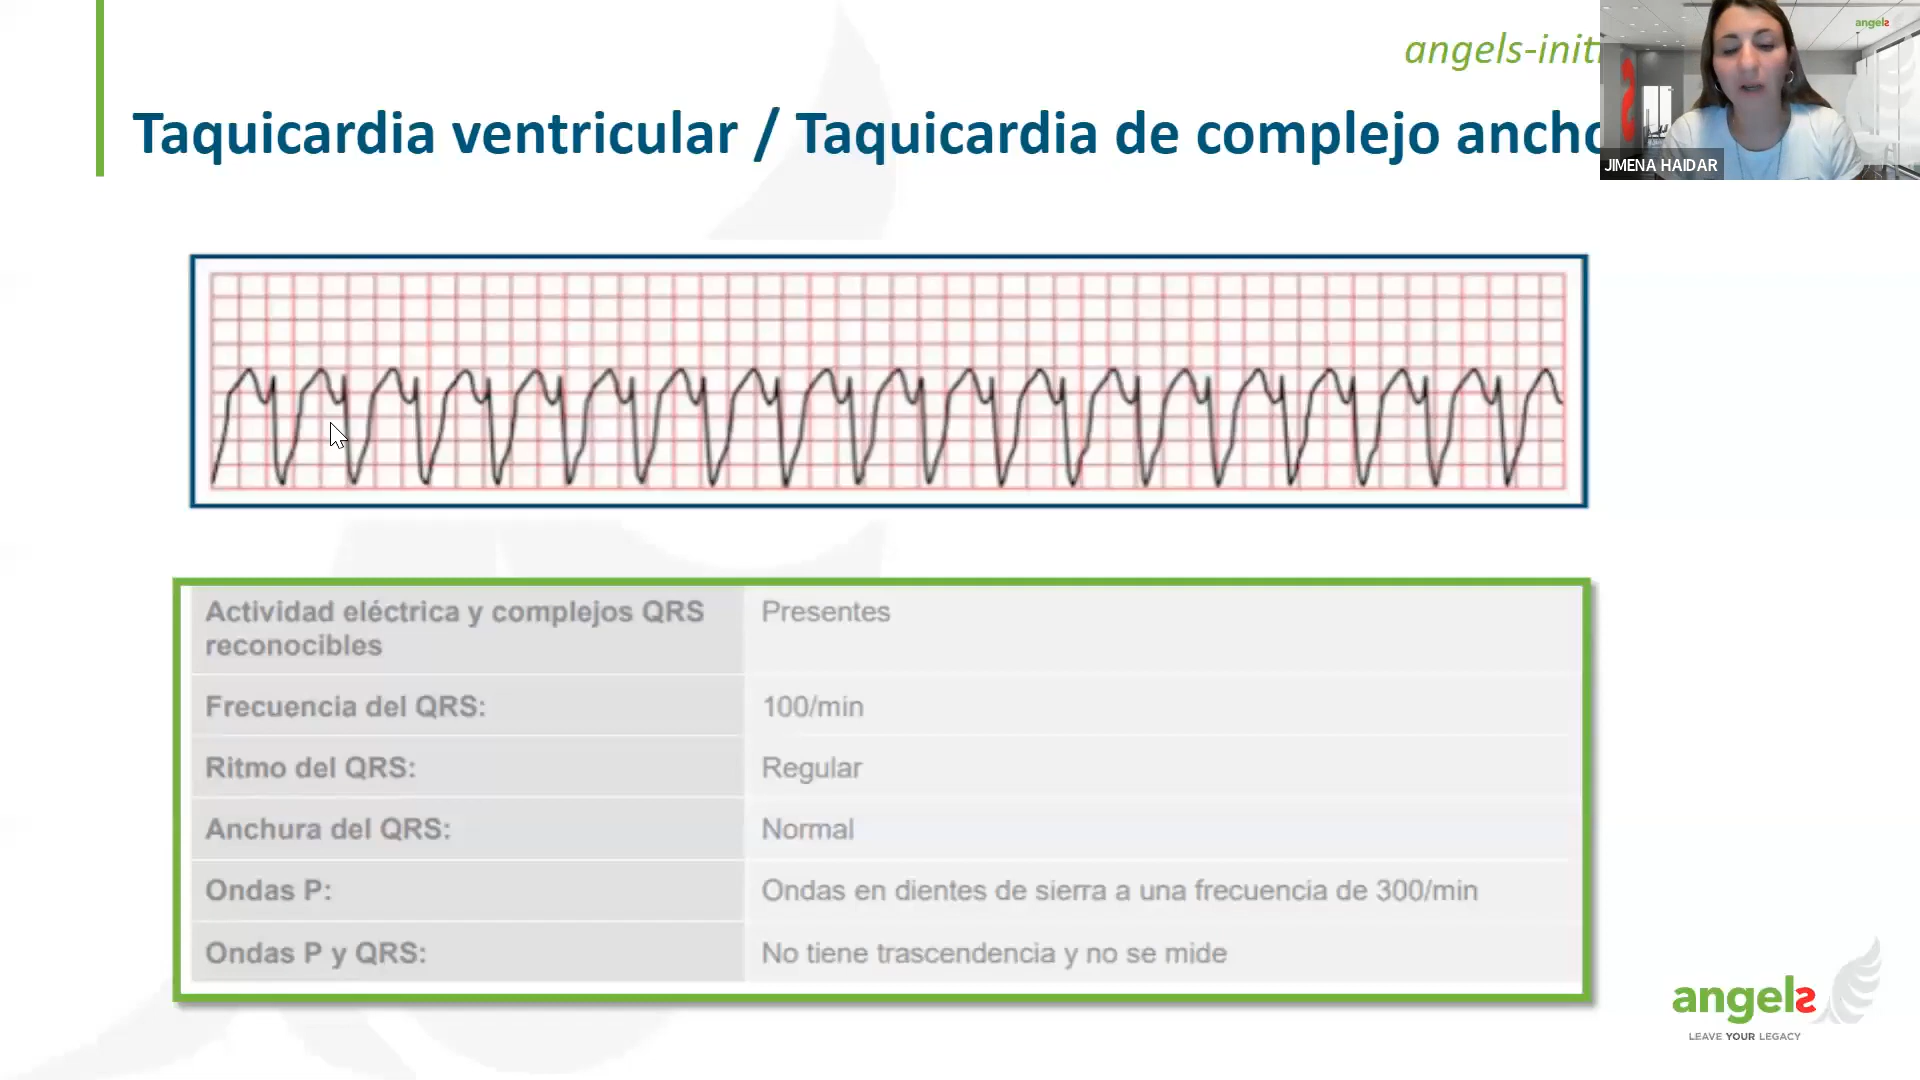 angels-init
Taquicardia ventricular / Taquicardia de complejo ancho
angels
JIMENA HAIDAR
Actividad eléctrica y complejos QRS
reconocibles
Presentes
Frecuencia del QRS:
100/min
Ritmo del QRS:
Regular
Anchura del QRS:
Normal
Ondas P:
Ondas en dientes de sierra a una frecuencia de 300/min
Ondas P y QRS:
No tiene trascendencia y no se mide
angels
LEAVE YOUR LEGACY